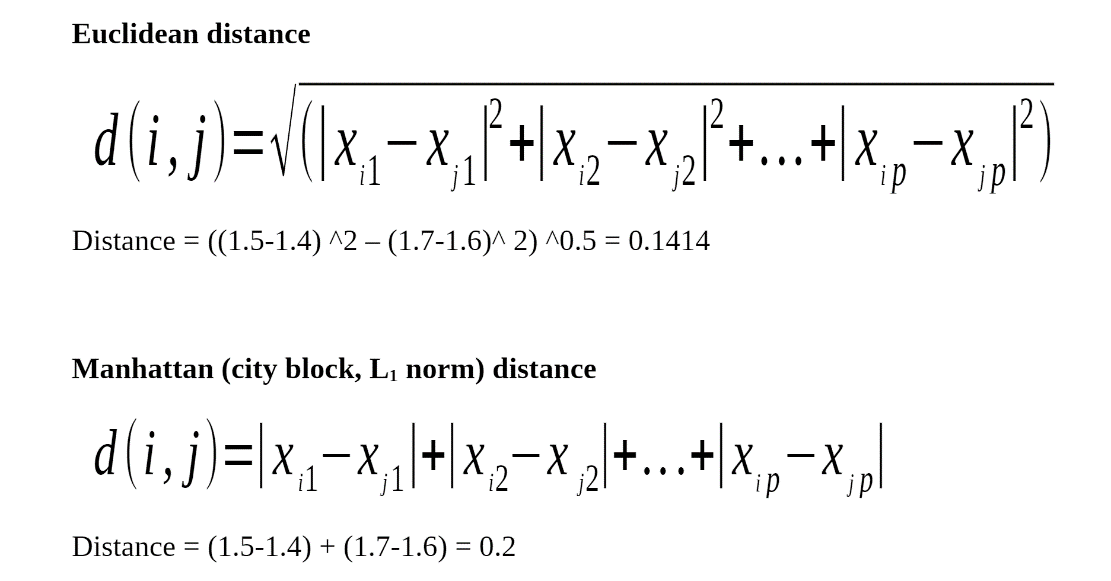 Euclidean distance
d(i,j)=√(|x_i1−x_j1|²+|x_i2−x_j2|²+…+|x_ip−x_jp|²)
Distance = ((1.5-1.4) ^2 – (1.7-1.6)^ 2) ^0.5 = 0.1414
Manhattan (city block, L₁ norm) distance
d(i,j)=|x_i1−x_j1|+|x_i2−x_j2|+…+|x_ip−x_jp|
Distance = (1.5-1.4) + (1.7-1.6) = 0.2